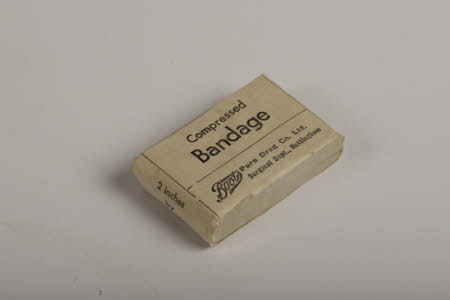 Compressed
Bandage
Boots
Pure Drug Co. Ltd.
Surgical Dept., Nottingham
2 inches